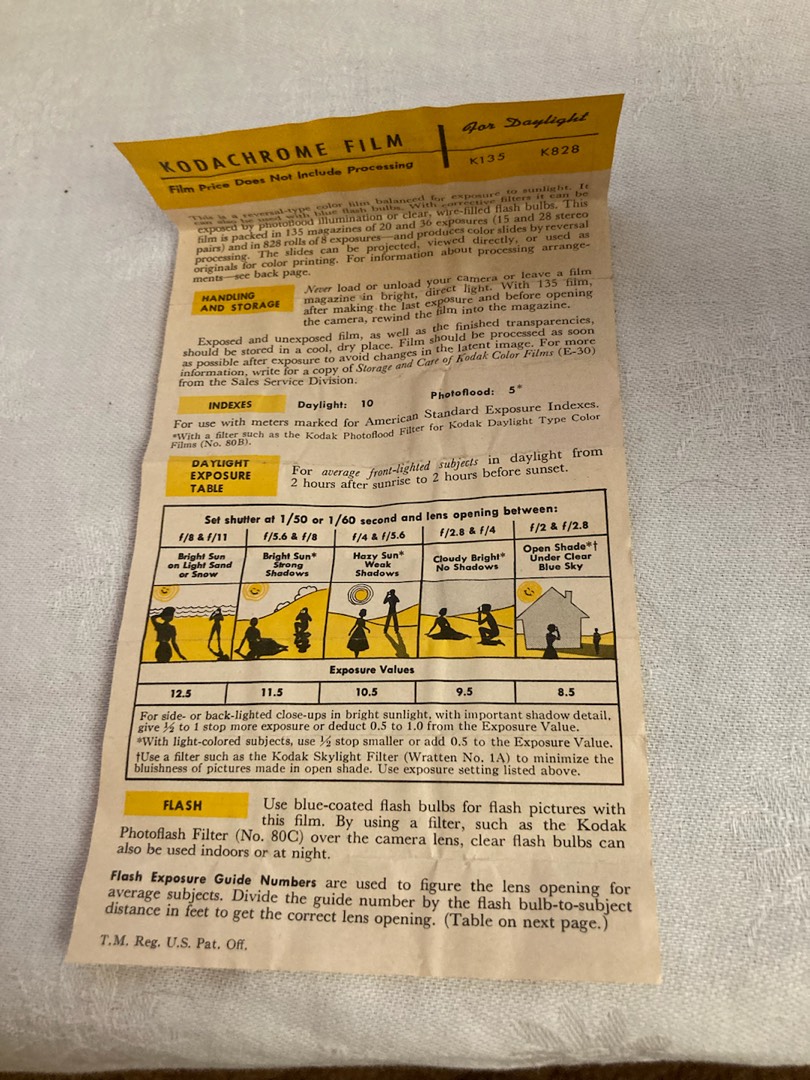 KODACHROME FILM
Film Price Does Not Include Processing
For Daylight
K135 K828
This is a reversal-type color film balanced for exposure to sunlight. It
can also be used with blue flash bulbs. With corrective filters it can be
exposed by photoflood illumination or clear, wire-filled flash bulbs. This
film is packed in 135 magazines of 20 and 36 exposures (15 and 28 stereo
pairs) and in 828 rolls of 8 exposures—and produces color slides by reversal
processing. The slides can be projected, viewed directly, or used as
originals for color printing. For information about processing arrange-
ments—see back page.
HANDLING
AND STORAGE
Never load or unload your camera or leave a film
magazine in bright, direct light. With 135 film,
after making the last exposure and before opening
the camera, rewind the film into the magazine.
Exposed and unexposed film, as well as the finished transparencies,
should be stored in a cool, dry place. Film should be processed as soon
as possible after exposure to avoid changes in the latent image. For more
information, write for a copy of Storage and Care of Kodak Color Films (E-30)
from the Sales Service Division.
INDEXES Daylight: 10 Photoflood: 5*
For use with meters marked for American Standard Exposure Indexes.
*With a filter such as the Kodak Photoflood Filter for Kodak Daylight Type Color
Films (No. 80B).
DAYLIGHT
EXPOSURE
TABLE
For average front-lighted subjects in daylight from
2 hours after sunrise to 2 hours before sunset.
Set shutter at 1/50 or 1/60 second and lens opening between:
f/8 & f/11 f/5.6 & f/8 f/4 & f/5.6 f/2.8 & f/4 f/2 & f/2.8
Bright Sun
on Light Sand
or Snow
Bright Sun*
Strong
Shadows
Hazy Sun*
Weak
Shadows
Cloudy Bright*
No Shadows
Open Shade*†
Under Clear
Blue Sky
Exposure Values
12.5 11.5 10.5 9.5 8.5
For side- or back-lighted close-ups in bright sunlight, with important shadow detail,
give ½ to 1 stop more exposure or deduct 0.5 to 1.0 from the Exposure Value.
*With light-colored subjects, use ½ stop smaller or add 0.5 to the Exposure Value.
†Use a filter such as the Kodak Skylight Filter (Wratten No. 1A) to minimize the
bluishness of pictures made in open shade. Use exposure setting listed above.
FLASH
Use blue-coated flash bulbs for flash pictures with
this film. By using a filter, such as the Kodak
Photoflash Filter (No. 80C) over the camera lens, clear flash bulbs can
also be used indoors or at night.
Flash Exposure Guide Numbers are used to figure the lens opening for
average subjects. Divide the guide number by the flash bulb-to-subject
distance in feet to get the correct lens opening. (Table on next page.)
T.M. Reg. U.S. Pat. Off.